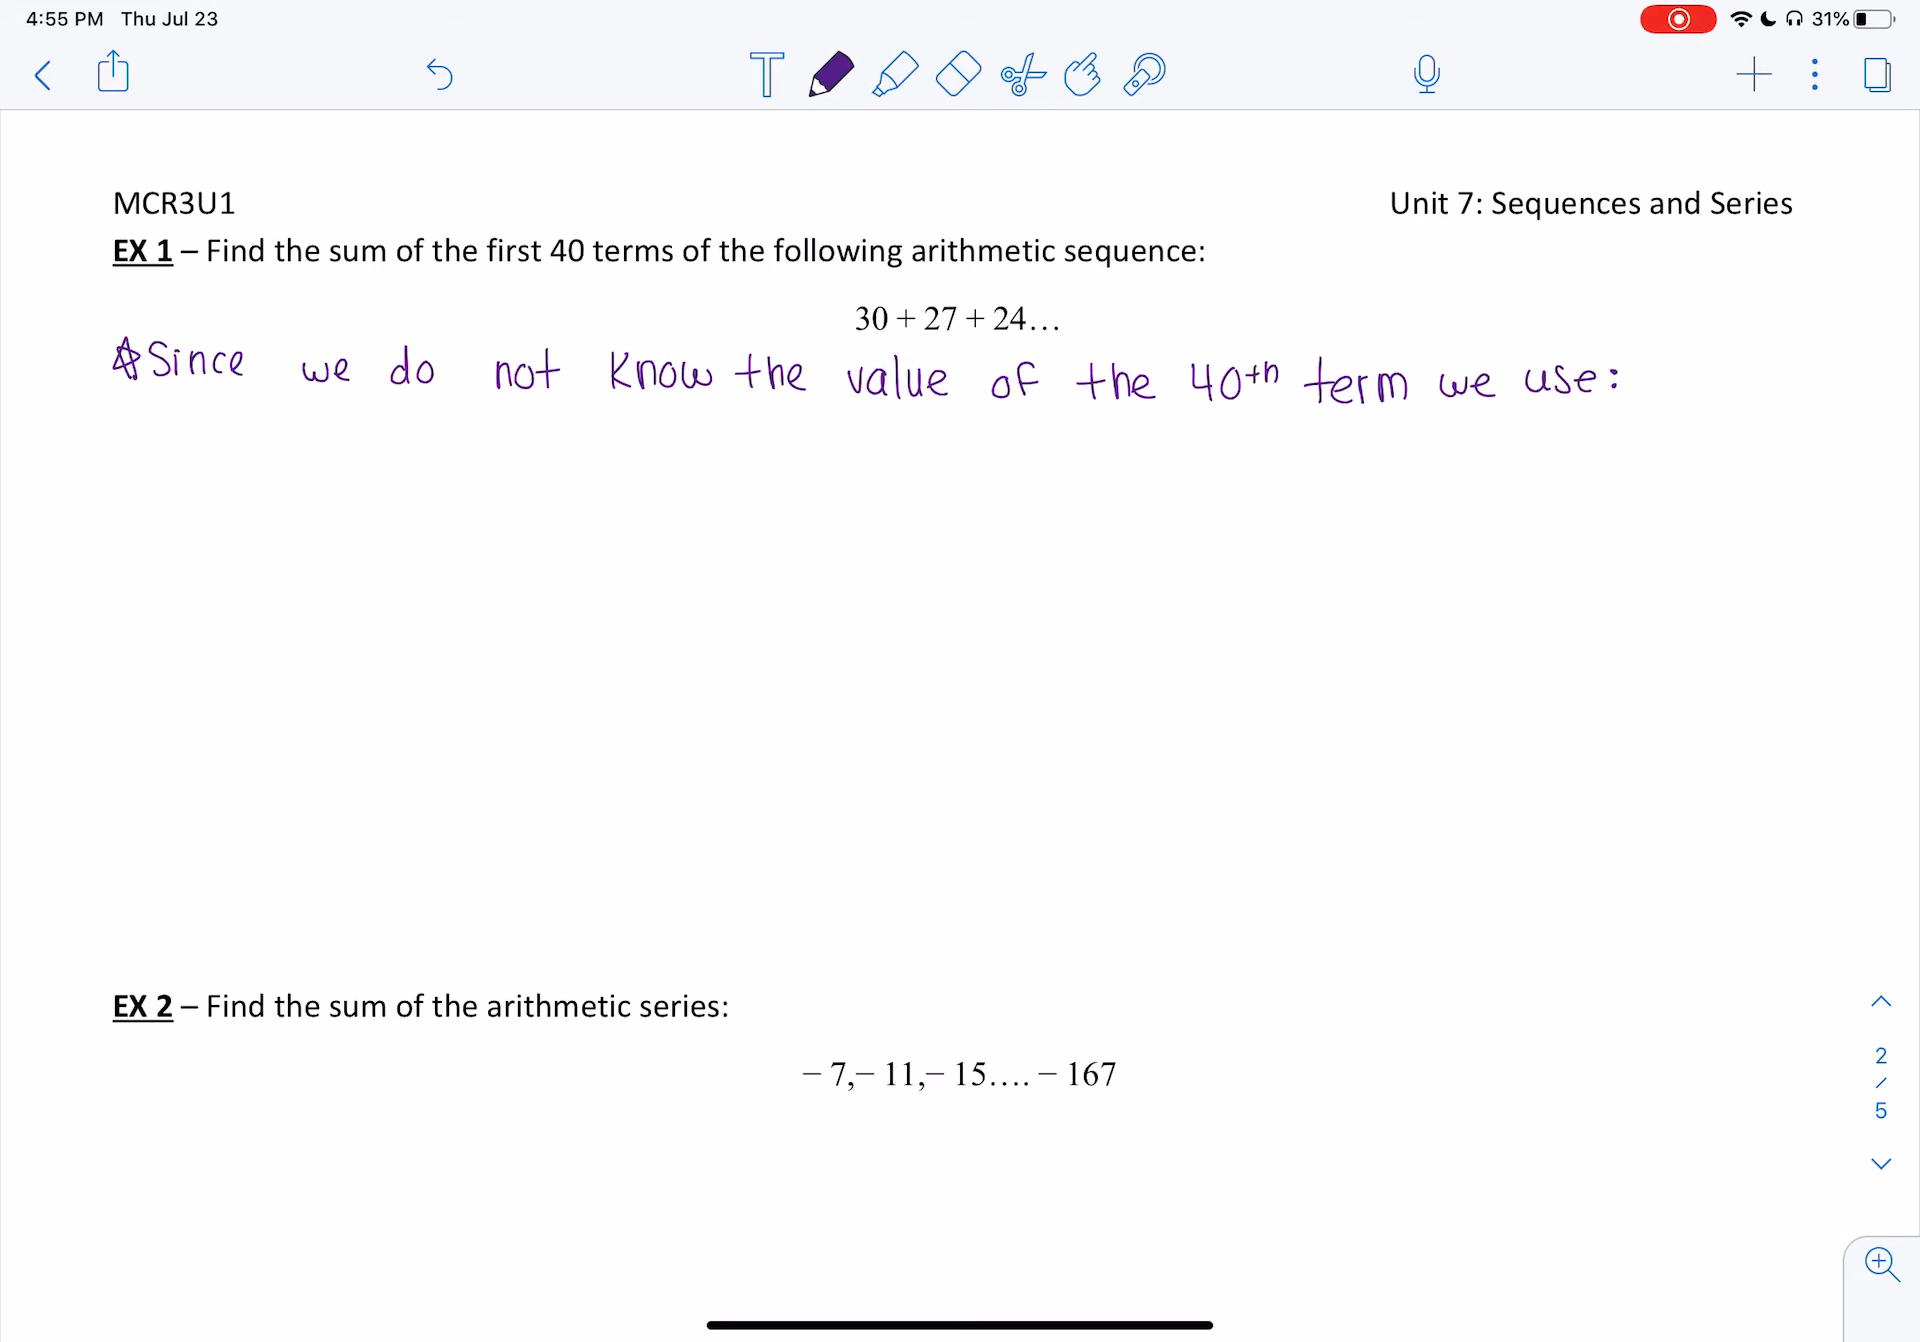 4:55 PM Thu Jul 23 31%
MCR3U1 Unit 7: Sequences and Series
EX 1 – Find the sum of the first 40 terms of the following arithmetic sequence:
30 + 27 + 24...
☆Since we do not know the value of the 40th term we use:
EX 2 – Find the sum of the arithmetic series:
− 7,− 11,− 15.... − 167
2
/
5